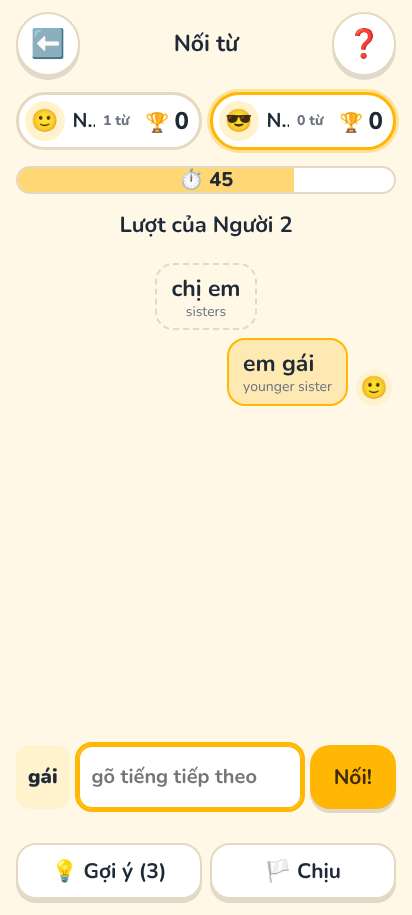 Nối từ
N.. 1 từ 0
N.. 0 từ 0
45
Lượt của Người 2
chị em
sisters
em gái
younger sister
gái
gõ tiếng tiếp theo
Nối!
Gợi ý (3)
Chịu